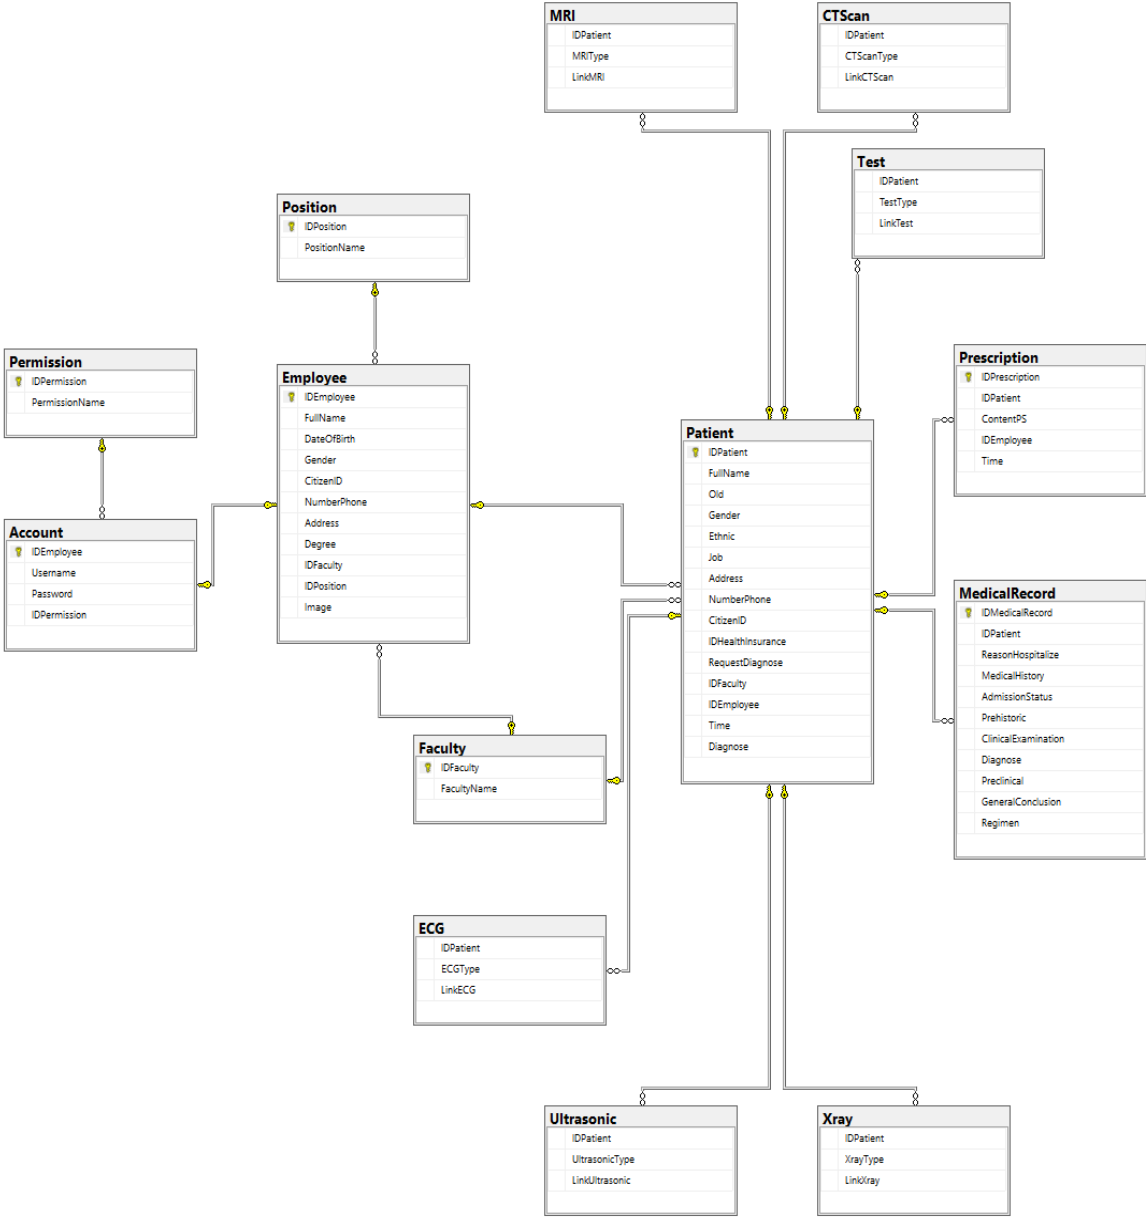 MRI
IDPatient
MRIType
LinkMRI
CTScan
IDPatient
CTScanType
LinkCTScan
Test
IDPatient
TestType
LinkTest
Position
IDPosition
PositionName
Permission
IDPermission
PermissionName
Employee
IDEmployee
FullName
DateOfBirth
Gender
CitizenID
NumberPhone
Address
Degree
IDFaculty
IDPosition
Image
Prescription
IDPrescription
IDPatient
ContentPS
IDEmployee
Time
Patient
IDPatient
FullName
Old
Gender
Ethnic
Job
Address
NumberPhone
CitizenID
IDHealthInsurance
RequestDiagnose
IDFaculty
IDEmployee
Time
Diagnose
Account
IDEmployee
Username
Password
IDPermission
MedicalRecord
IDMedicalRecord
IDPatient
ReasonHospitalize
MedicalHistory
AdmissionStatus
Prehistoric
ClinicalExamination
Diagnose
Preclinical
GeneralConclusion
Regimen
Faculty
IDFaculty
FacultyName
ECG
IDPatient
ECGType
LinkECG
Ultrasonic
IDPatient
UltrasonicType
LinkUltrasonic
Xray
IDPatient
XrayType
LinkXray